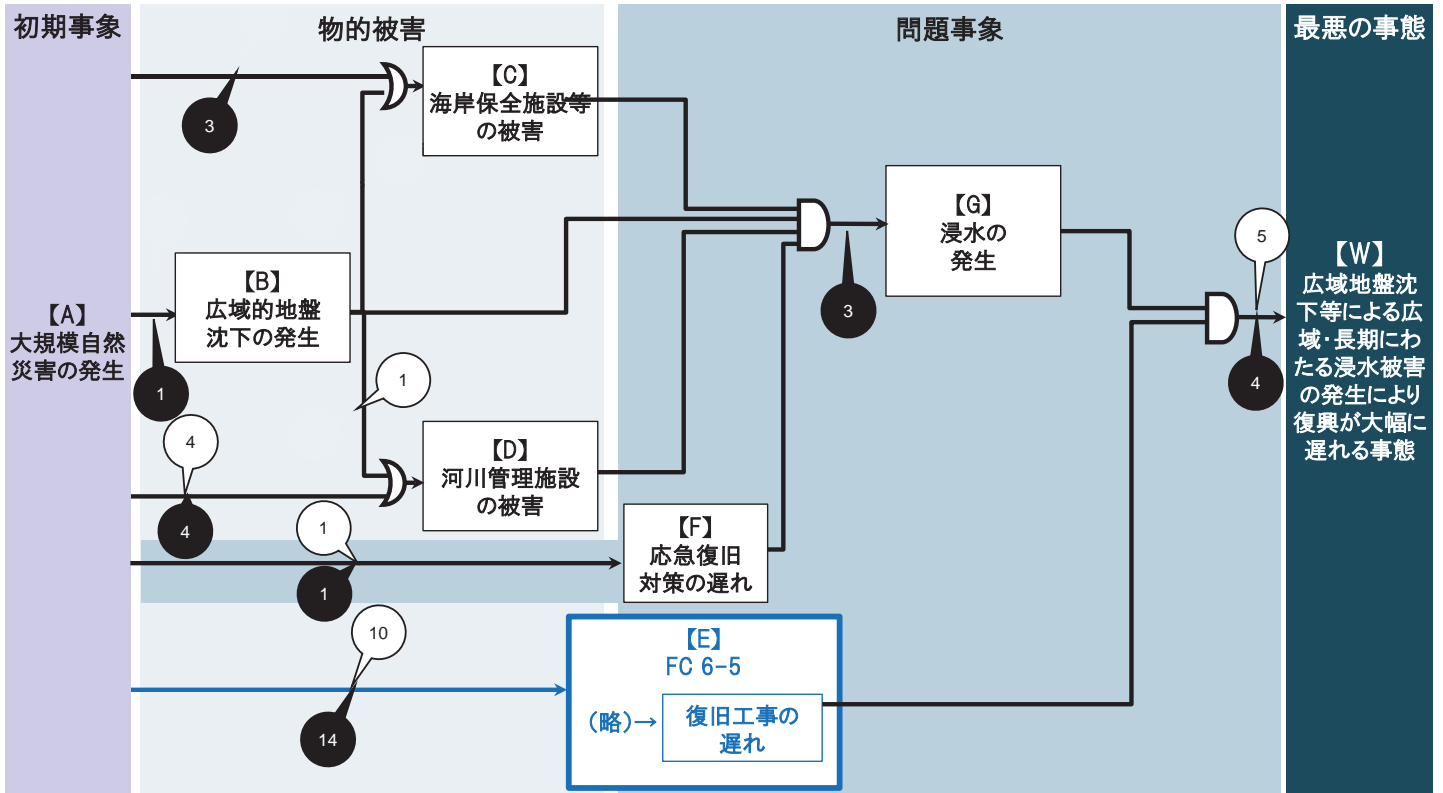 初期事象
物的被害
問題事象
最悪の事態
【A】
大規模自然
災害の発生
3
【C】
海岸保全施設等
の被害
【B】
広域的地盤
沈下の発生
1
1
4
4
【D】
河川管理施設
の被害
1
1
【F】
応急復旧
対策の遅れ
10
14
【E】
FC 6-5
(略)→
復旧工事の
遅れ
【G】
浸水の
発生
3
5
4
【W】
広域地盤沈
下等による広
域・長期にわ
たる浸水被害
の発生により
復興が大幅に
遅れる事態